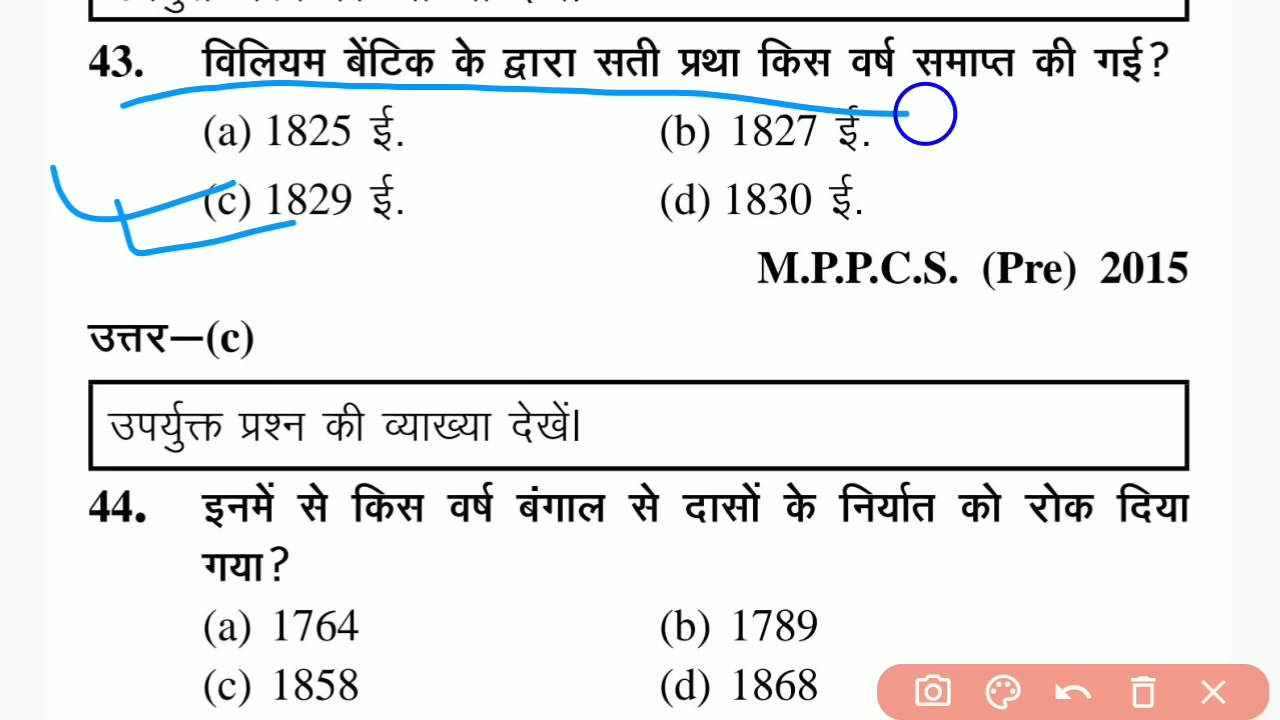 43. विलियम बेंटिक के द्वारा सती प्रथा किस वर्ष समाप्त की गई?
(a) 1825 ई. (b) 1827 ई.
(c) 1829 ई. (d) 1830 ई.
M.P.P.C.S. (Pre) 2015
उत्तर—(c)
उपर्युक्त प्रश्न की व्याख्या देखें।
44. इनमें से किस वर्ष बंगाल से दासों के निर्यात को रोक दिया
गया?
(a) 1764 (b) 1789
(c) 1858 (d) 1868